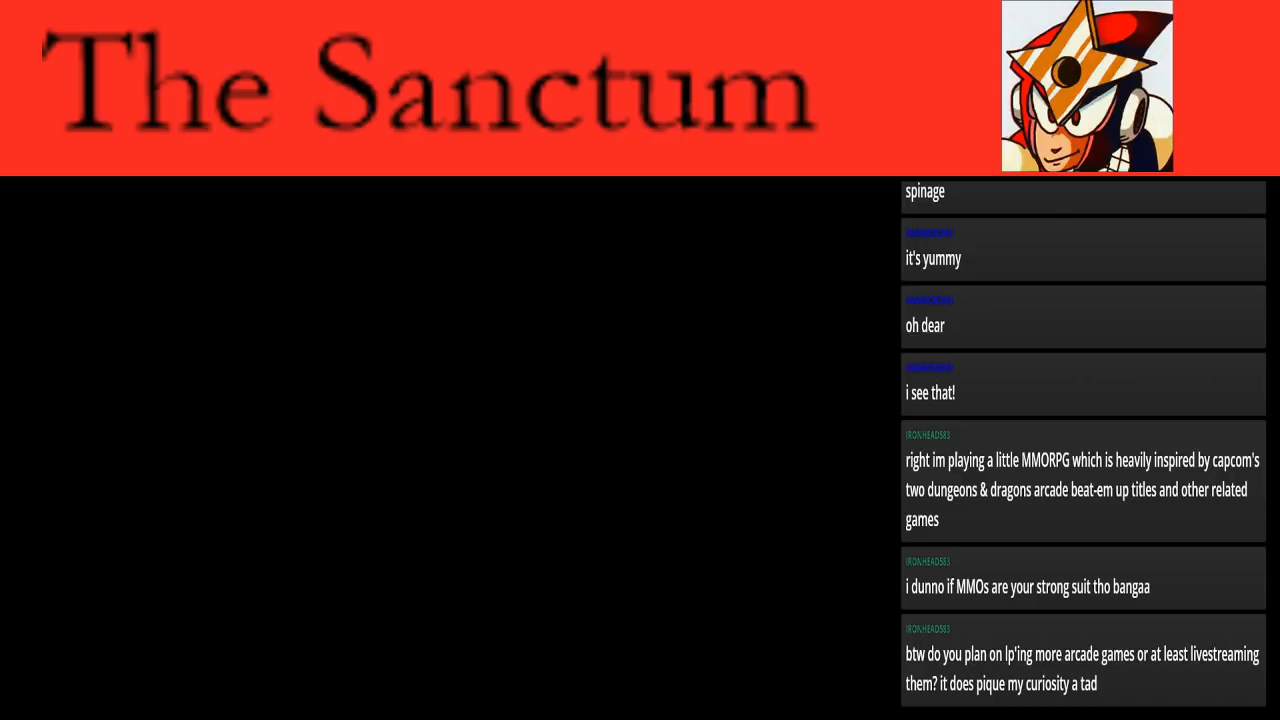 The Sanctum
spinage
it's yummy
oh dear
i see that!
IRONHEAD583
right im playing a little MMORPG which is heavily inspired by capcom's
two dungeons & dragons arcade beat-em up titles and other related
games
IRONHEAD583
i dunno if MMOs are your strong suit tho bangaa
IRONHEAD583
btw do you plan on lp'ing more arcade games or at least livestreaming
them? it does pique my curiosity a tad